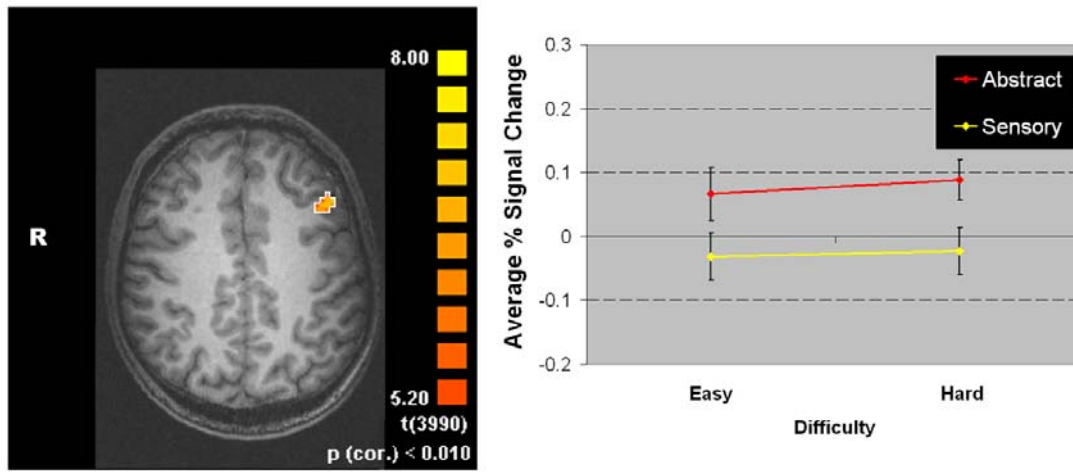 8.00
R
5.20
t(3990)
p (cor.) < 0.010
Average % Signal Change
0.3
0.2
0.1
0
-0.1
-0.2
Abstract
Sensory
Easy
Hard
Difficulty